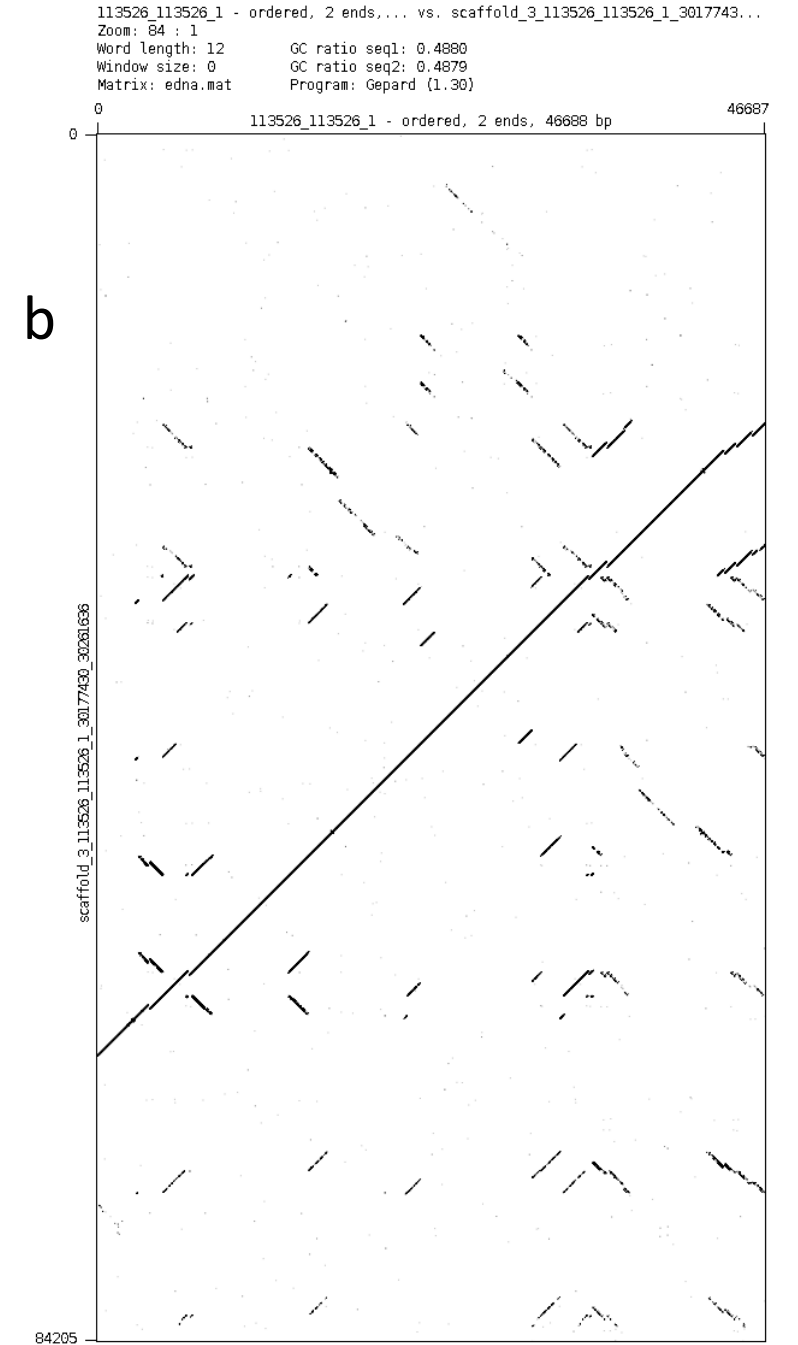 113526_113526_1 - ordered, 2 ends,... vs. scaffold_3_113526_113526_1_3017743...
Zoom: 84 : 1
Word length: 12 GC ratio seq1: 0.4880
Window size: 0 GC ratio seq2: 0.4879
Matrix: edna.mat Program: Gepard (1.30)
0 46687
113526_113526_1 - ordered, 2 ends, 46688 bp
0
b
scaffold_3_113526_113526_1_30177430_30261636
84205